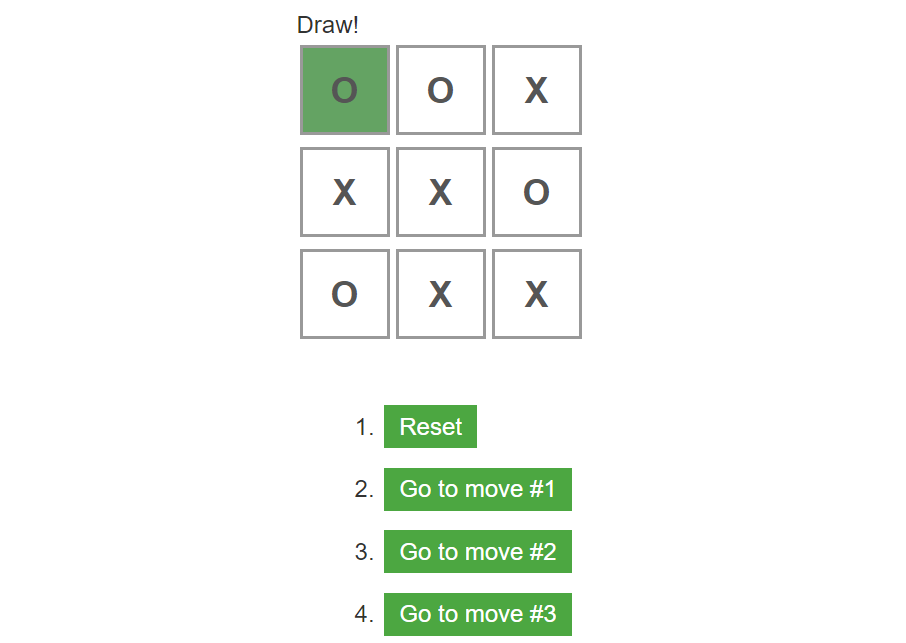 Draw!
O O X
X X O
O X X
1. Reset
2. Go to move #1
3. Go to move #2
4. Go to move #3